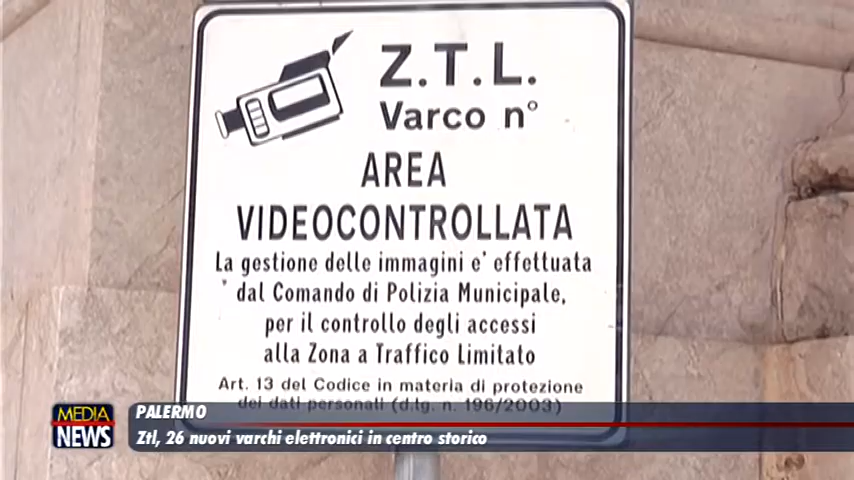 Z.T.L.
Varco n°
AREA
VIDEOCONTROLLATA
La gestione delle immagini e' effettuata
dal Comando di Polizia Municipale,
per il controllo degli accessi
alla Zona a Traffico Limitato
Art. 13 del Codice in materia di protezione
dei dati personali (d.lg. n. 196/2003)
MEDIA
NEWS
PALERMO
Ztl, 26 nuovi varchi elettronici in centro storico